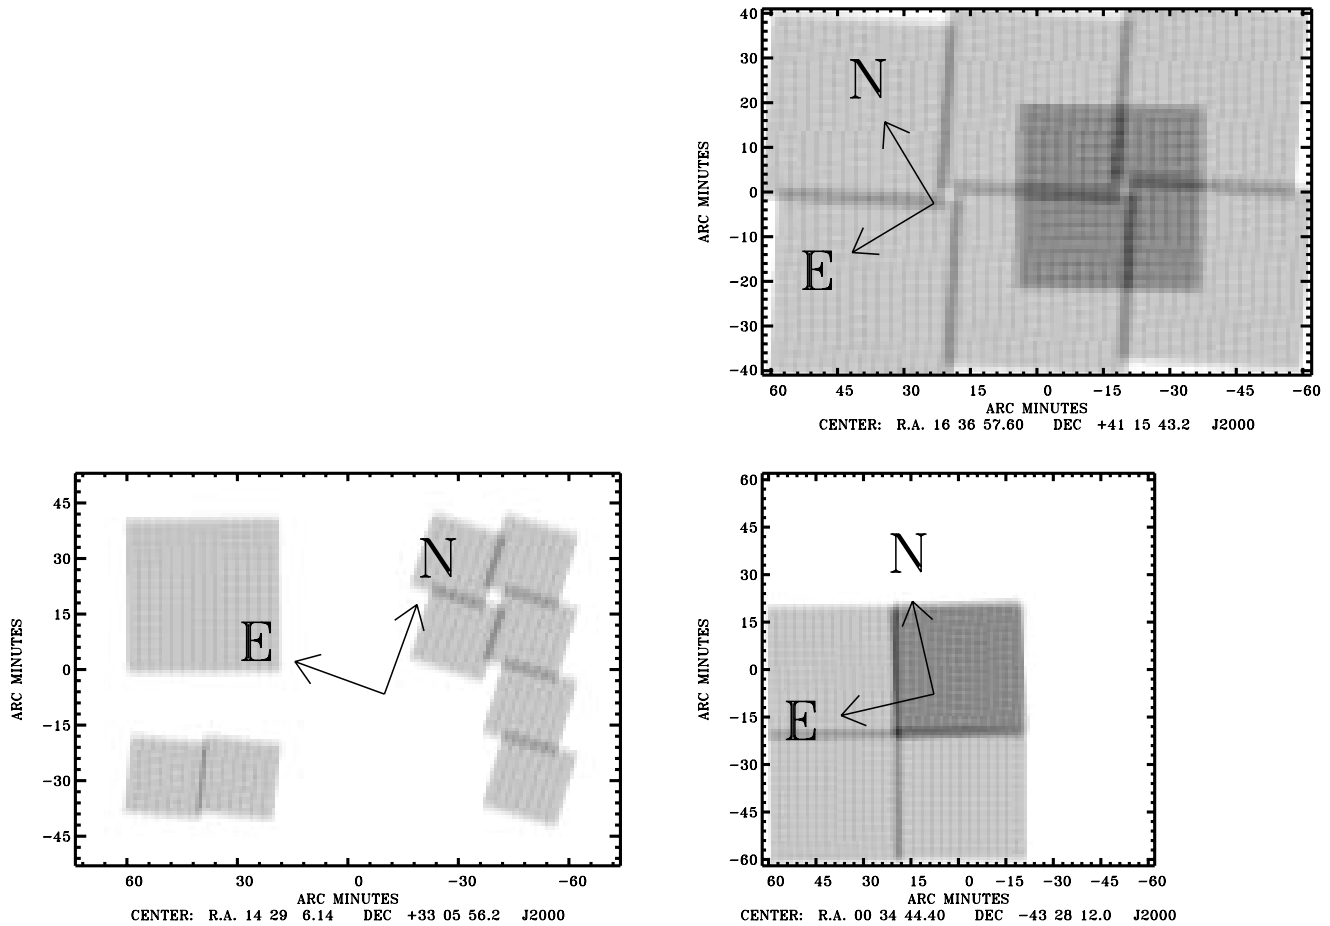 40
30
20
10
0
−10
−20
−30
−40
ARC MINUTES
N
E
60 45 30 15 0 −15 −30 −45 −60
ARC MINUTES
CENTER: R.A. 16 36 57.60 DEC +41 15 43.2 J2000
45
30
15
0
−15
−30
−45
ARC MINUTES
N
E
60 30 0 −30 −60
ARC MINUTES
CENTER: R.A. 14 29 6.14 DEC +33 05 56.2 J2000
60
45
30
15
0
−15
−30
−45
−60
ARC MINUTES
N
E
60 45 30 15 0 −15 −30 −45 −60
ARC MINUTES
CENTER: R.A. 00 34 44.40 DEC −43 28 12.0 J2000